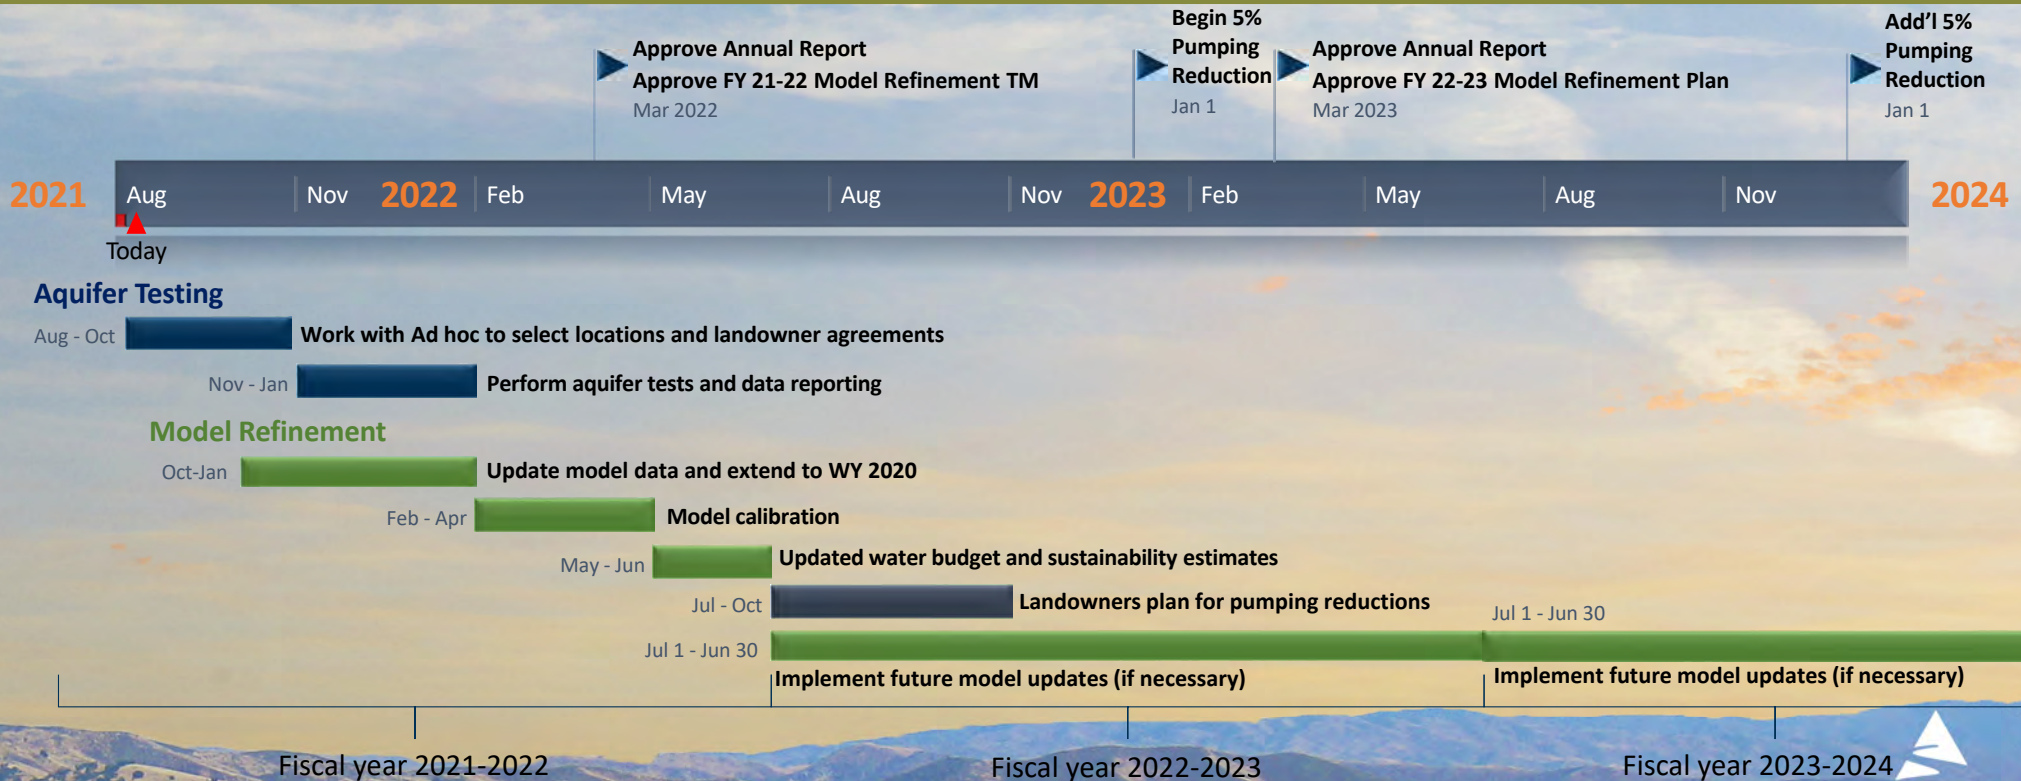 Approve Annual Report
Approve FY 21-22 Model Refinement TM
Mar 2022
Begin 5%
Pumping
Reduction
Jan 1
Approve Annual Report
Approve FY 22-23 Model Refinement Plan
Mar 2023
Add’l 5%
Pumping
Reduction
Jan 1
2021 Aug Nov 2022 Feb May Aug Nov 2023 Feb May Aug Nov 2024
Today
Aquifer Testing
Aug - Oct Work with Ad hoc to select locations and landowner agreements
Nov - Jan Perform aquifer tests and data reporting
Model Refinement
Oct-Jan Update model data and extend to WY 2020
Feb - Apr Model calibration
May - Jun Updated water budget and sustainability estimates
Jul - Oct Landowners plan for pumping reductions
Jul 1 - Jun 30
Jul 1 - Jun 30
Implement future model updates (if necessary)
Implement future model updates (if necessary)
Fiscal year 2021-2022
Fiscal year 2022-2023
Fiscal year 2023-2024